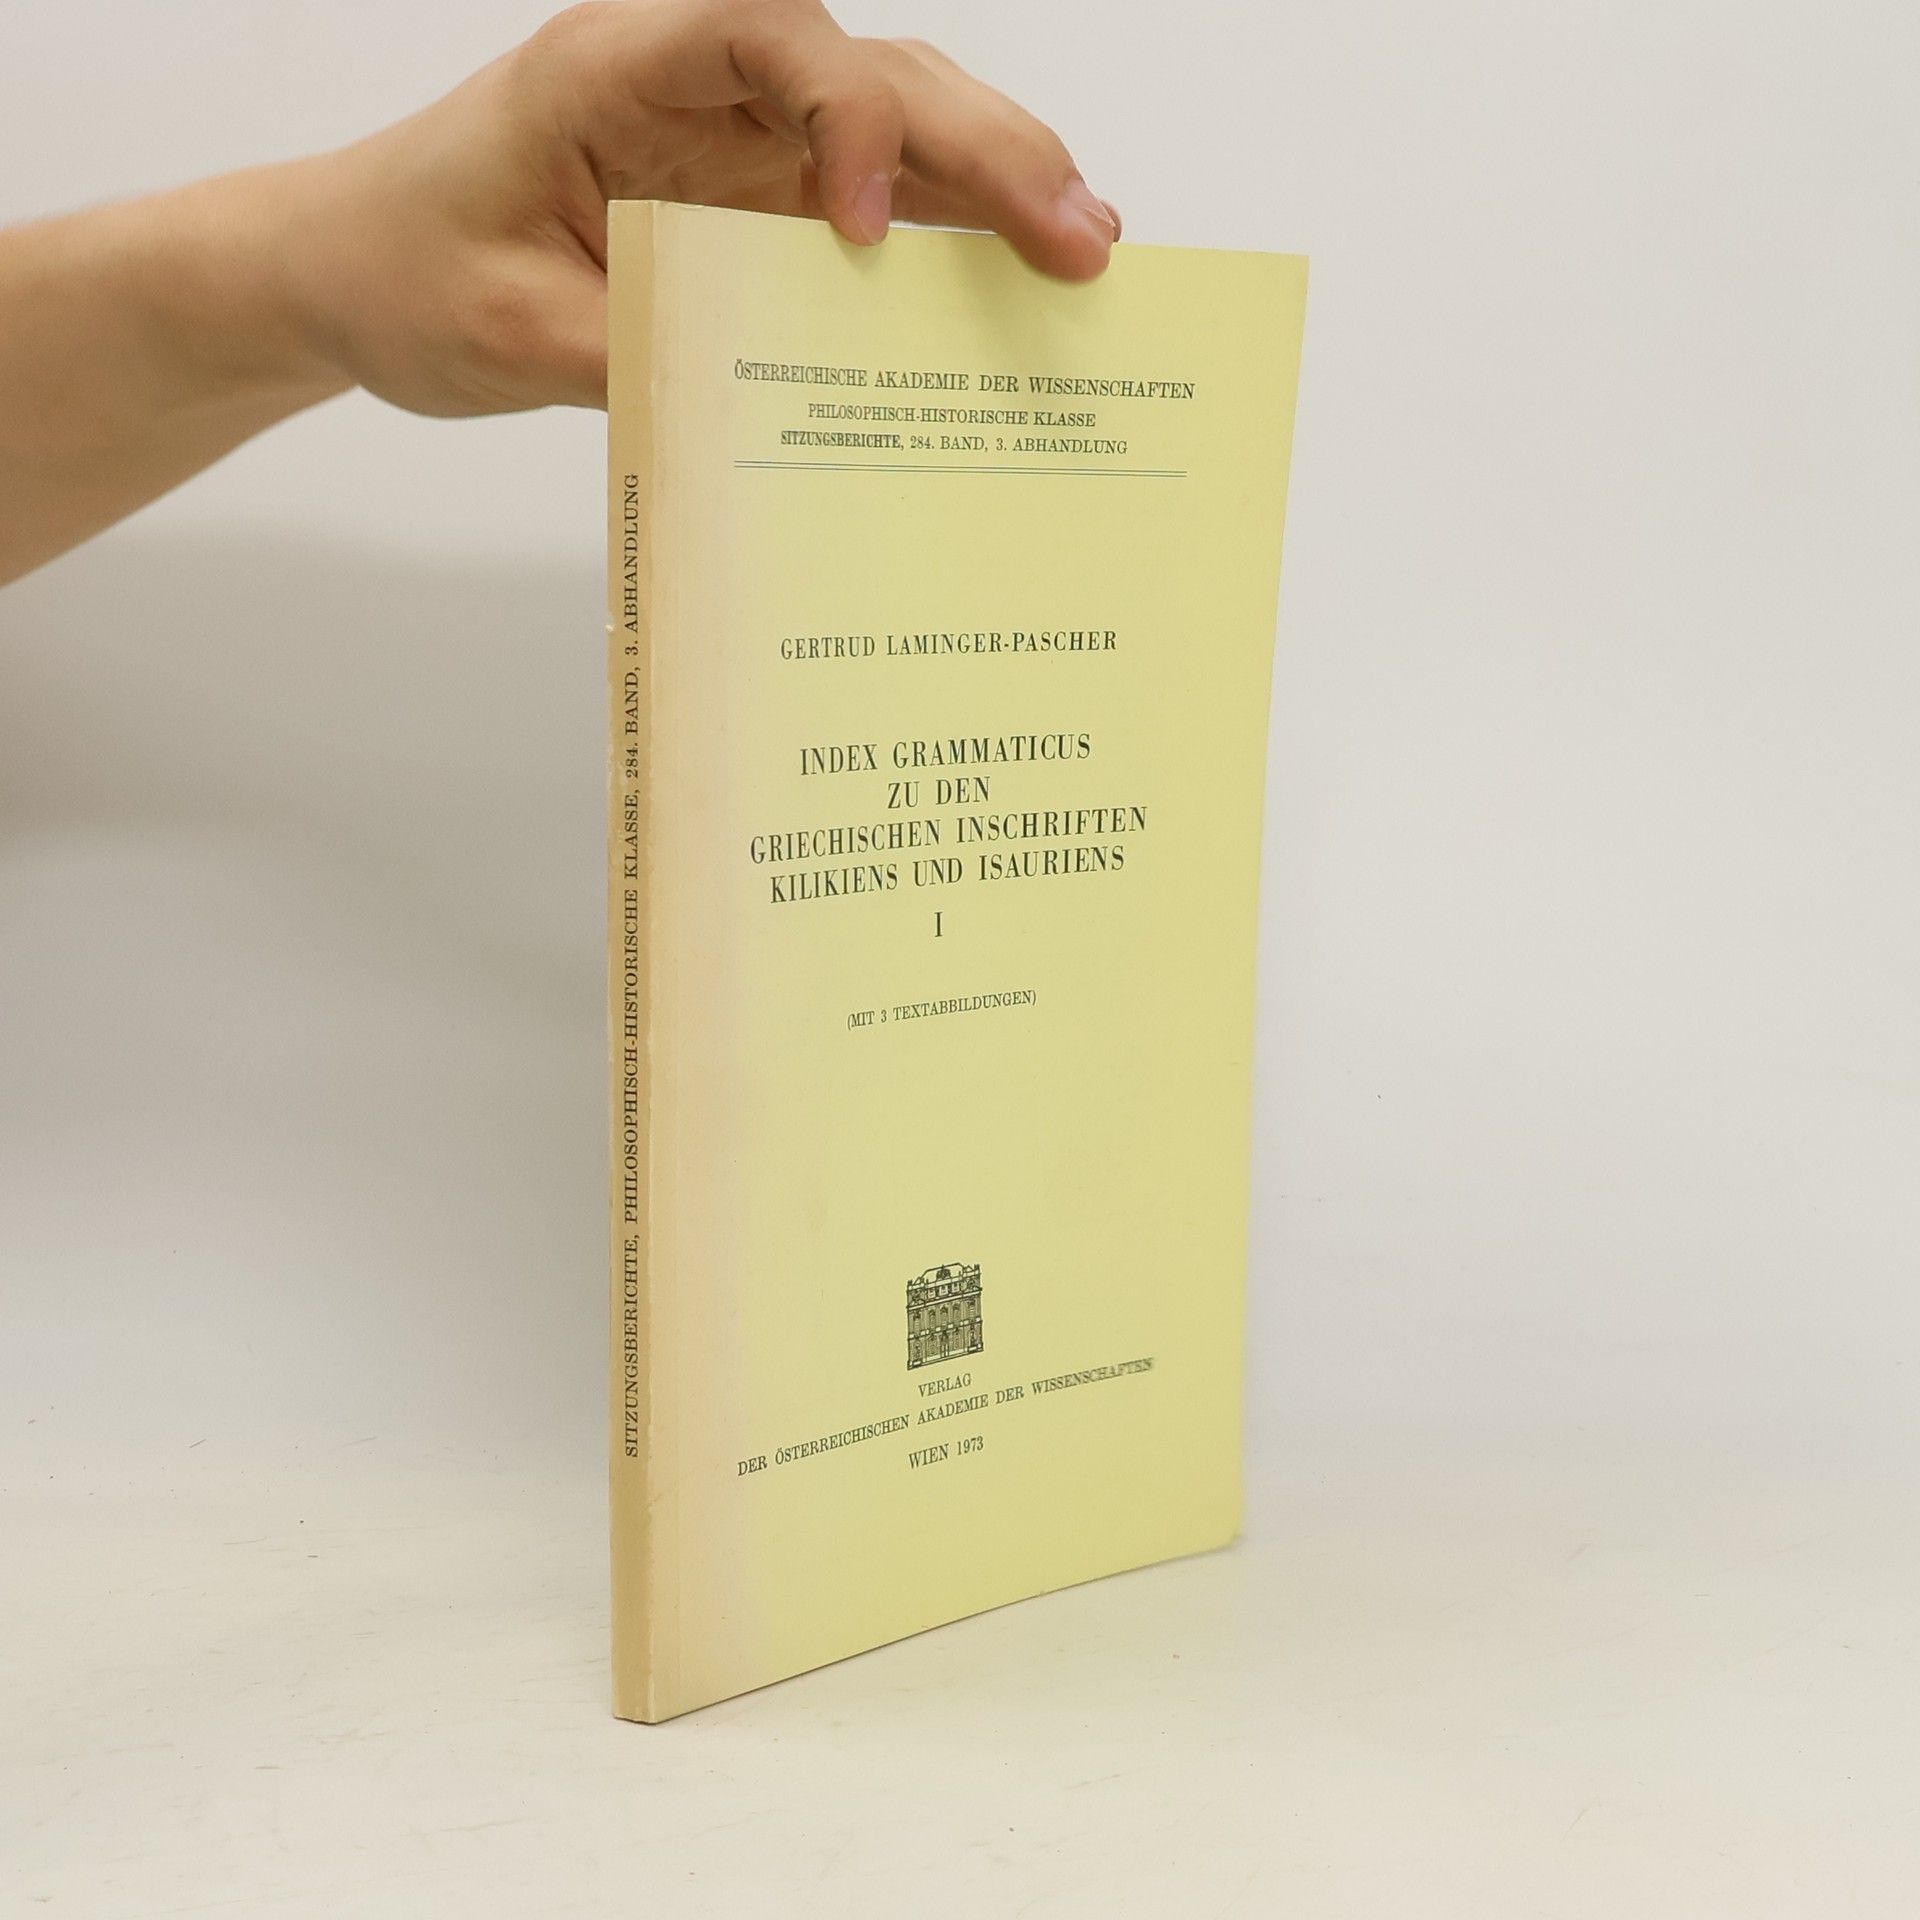 SITZUNGSBERICHTE, PHILOSOPHISCH-HISTORISCHE KLASSE, 284. BAND, 3. ABHANDLUNG
ÖSTERREICHISCHE AKADEMIE DER WISSENSCHAFTEN
PHILOSOPHISCH-HISTORISCHE KLASSE
SITZUNGSBERICHTE, 284. BAND, 3. ABHANDLUNG
GERTRUD LAMINGER-PASCHER
INDEX GRAMMATICUS
ZU DEN
GRIECHISCHEN INSCHRIFTEN
KILIKIENS UND ISAURIENS
I
(MIT 3 TEXTABBILDUNGEN)
VERLAG
DER ÖSTERREICHISCHEN AKADEMIE DER WISSENSCHAFTEN
WIEN 1973